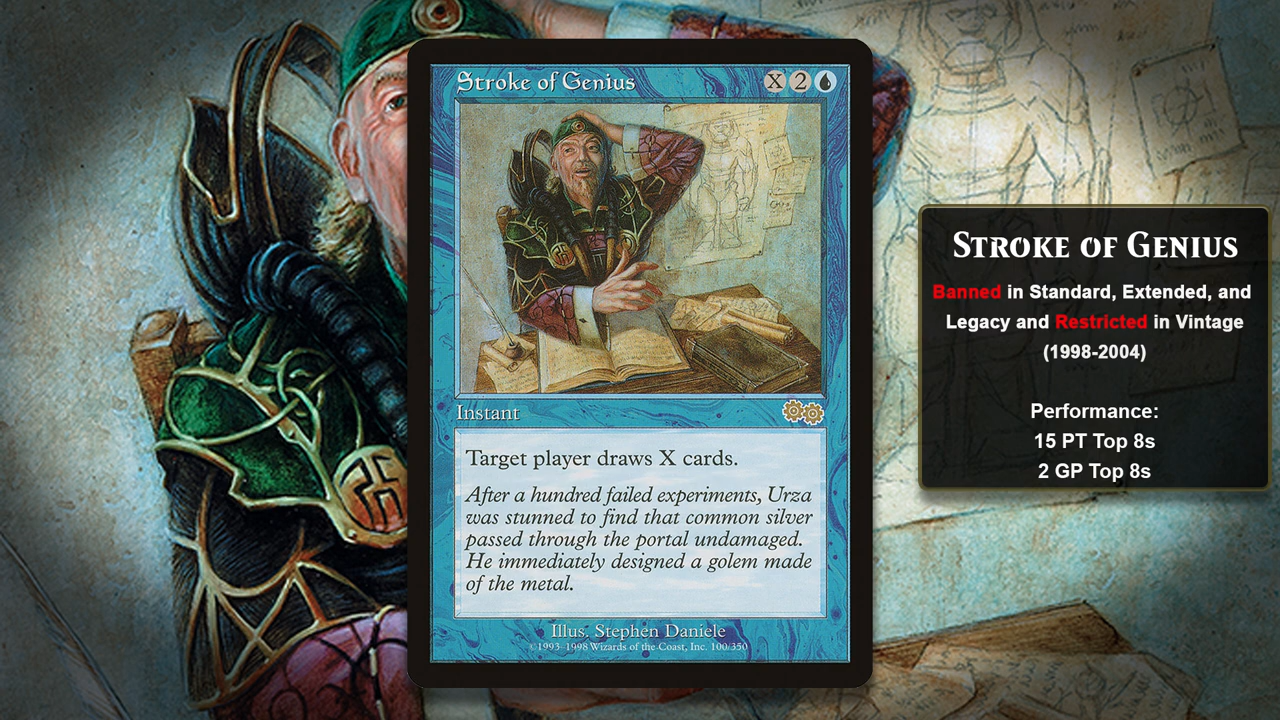 Stroke of Genius
X 2
Instant
Target player draws X cards.
After a hundred failed experiments, Urza
was stunned to find that common silver
passed through the portal undamaged.
He immediately designed a golem made
of the metal.
Illus. Stephen Daniele
©1993-1998 Wizards of the Coast, Inc. 100/350
Stroke of Genius
Banned in Standard, Extended, and
Legacy and Restricted in Vintage
(1998-2004)
Performance:
15 PT Top 8s
2 GP Top 8s